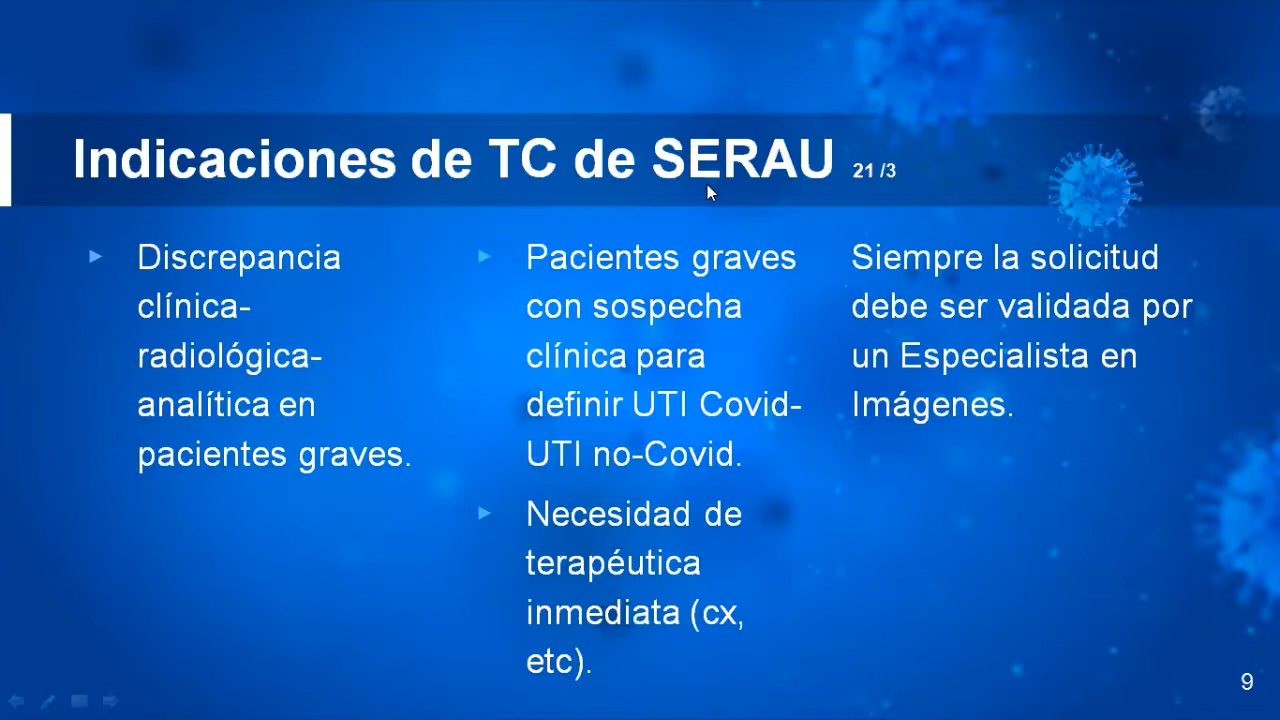 Indicaciones de TC de SERAU 21 /3
Discrepancia
clínica-
radiológica-
analítica en
pacientes graves.
Pacientes graves
con sospecha
clínica para
definir UTI Covid-
UTI no-Covid.
Necesidad de
terapéutica
inmediata (cx,
etc).
Siempre la solicitud
debe ser validada por
un Especialista en
Imágenes.
9